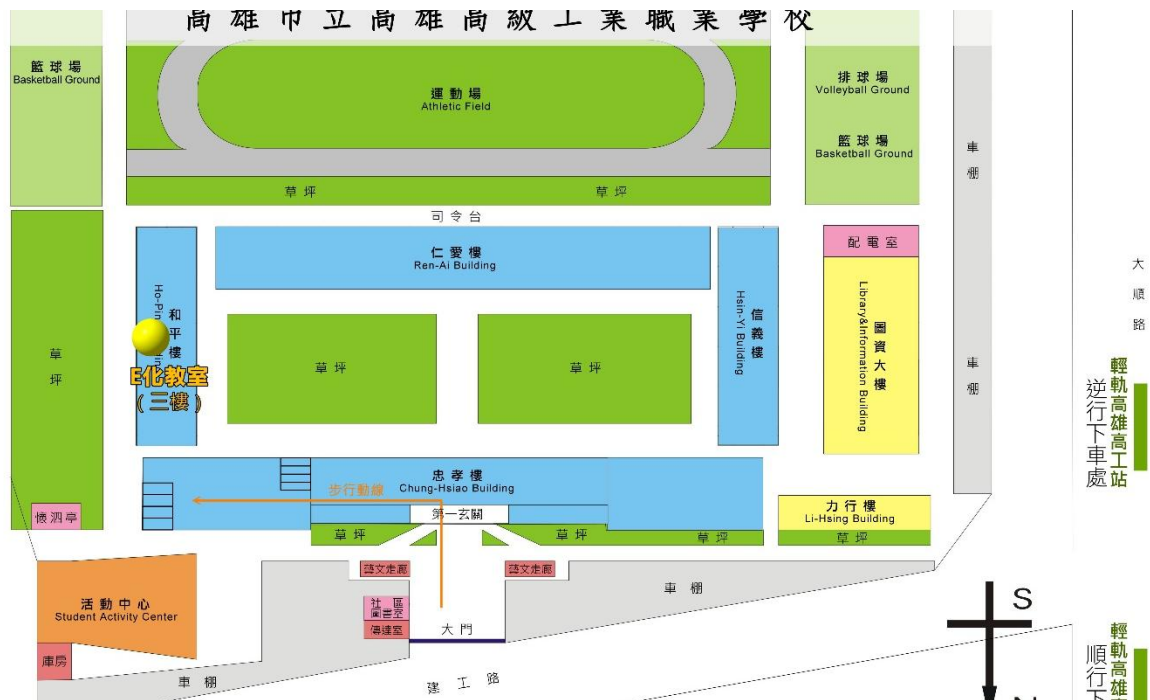 高雄市立高雄高級工業職業學校
籃球場
Basketball Ground
運動場
Athletic Field
排球場
Volleyball Ground
籃球場
Basketball Ground
車棚
草坪
草坪
司令台
仁愛樓
Ren-Ai Building
配電室
和平樓
信義樓
Hsin-Yi Building
圖資大樓
Library&Information Building
大順路
草坪
草坪
草坪
車棚
E化教室
(三樓)
輕軌高雄高工站
逆行下車處
忠孝樓
Chung-Hsiao Building
步行動線
第一玄關
力行樓
Li-Hsing Building
懷泗亭
草坪
草坪
草坪
草坪
藝文走廊
藝文走廊
車棚
活動中心
Student Activity Center
社區
圖書室
傳達室
大門
庫房
車棚
建工路
S
輕軌高雄
順行下